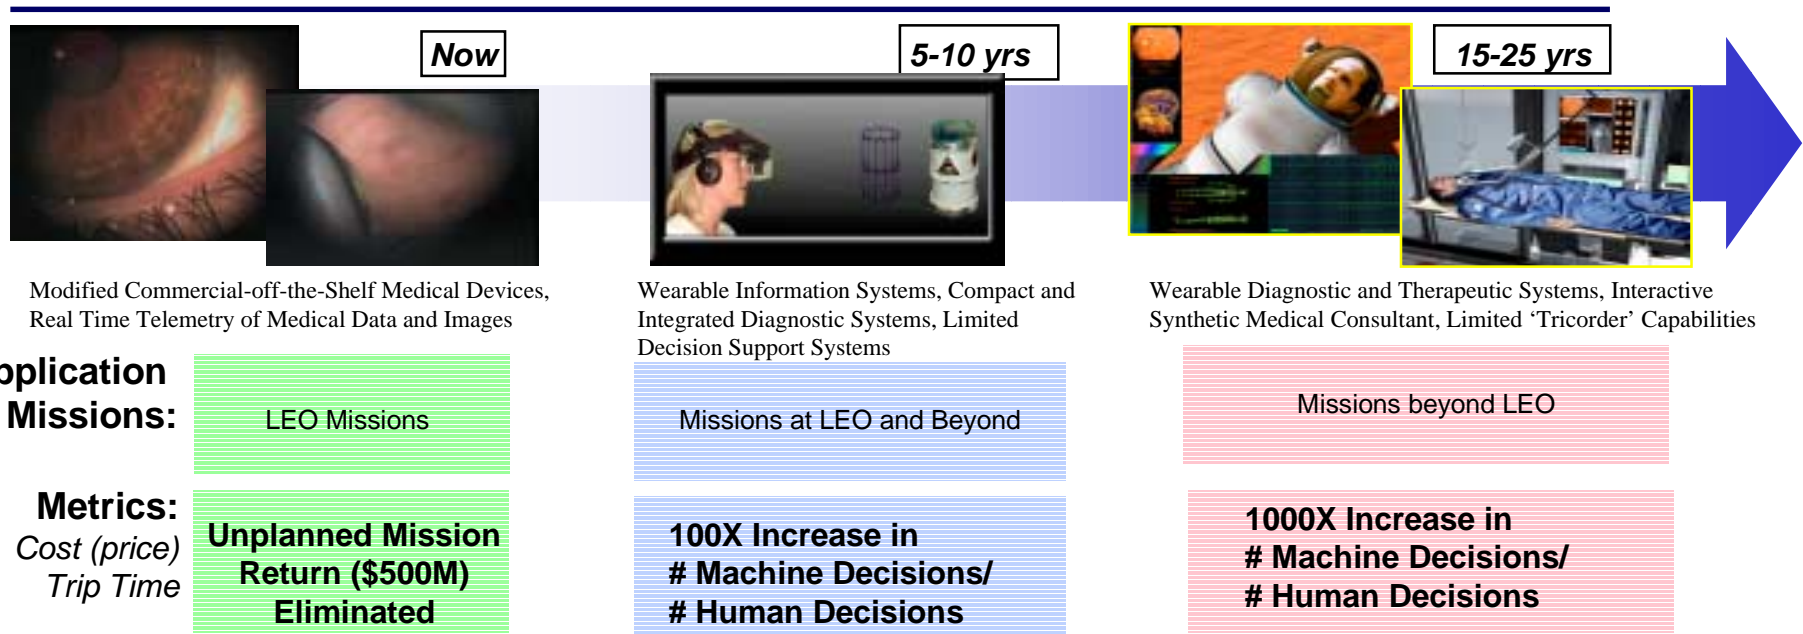 Now
5-10 yrs
15-25 yrs
Modified Commercial-off-the-Shelf Medical Devices,
Real Time Telemetry of Medical Data and Images
Wearable Information Systems, Compact and
Integrated Diagnostic Systems, Limited
Decision Support Systems
Wearable Diagnostic and Therapeutic Systems, Interactive
Synthetic Medical Consultant, Limited ‘Tricorder’ Capabilities
pplication
Missions:
LEO Missions
Missions at LEO and Beyond
Missions beyond LEO
Metrics:
Cost (price)
Trip Time
Unplanned Mission
Return ($500M)
Eliminated
100X Increase in
# Machine Decisions/
# Human Decisions
1000X Increase in
# Machine Decisions/
# Human Decisions